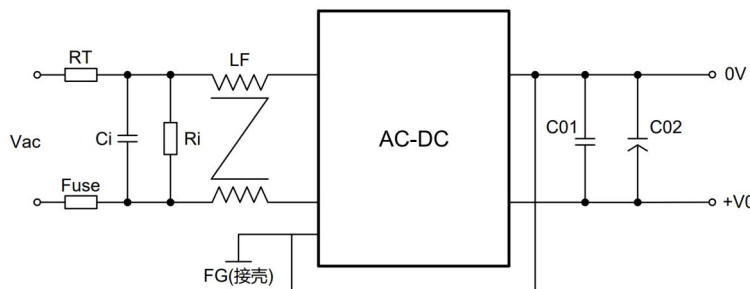 RT
LF
0V
Vac
Ci
Ri
AC-DC
C01
C02
Fuse
+V0
FG(接壳)